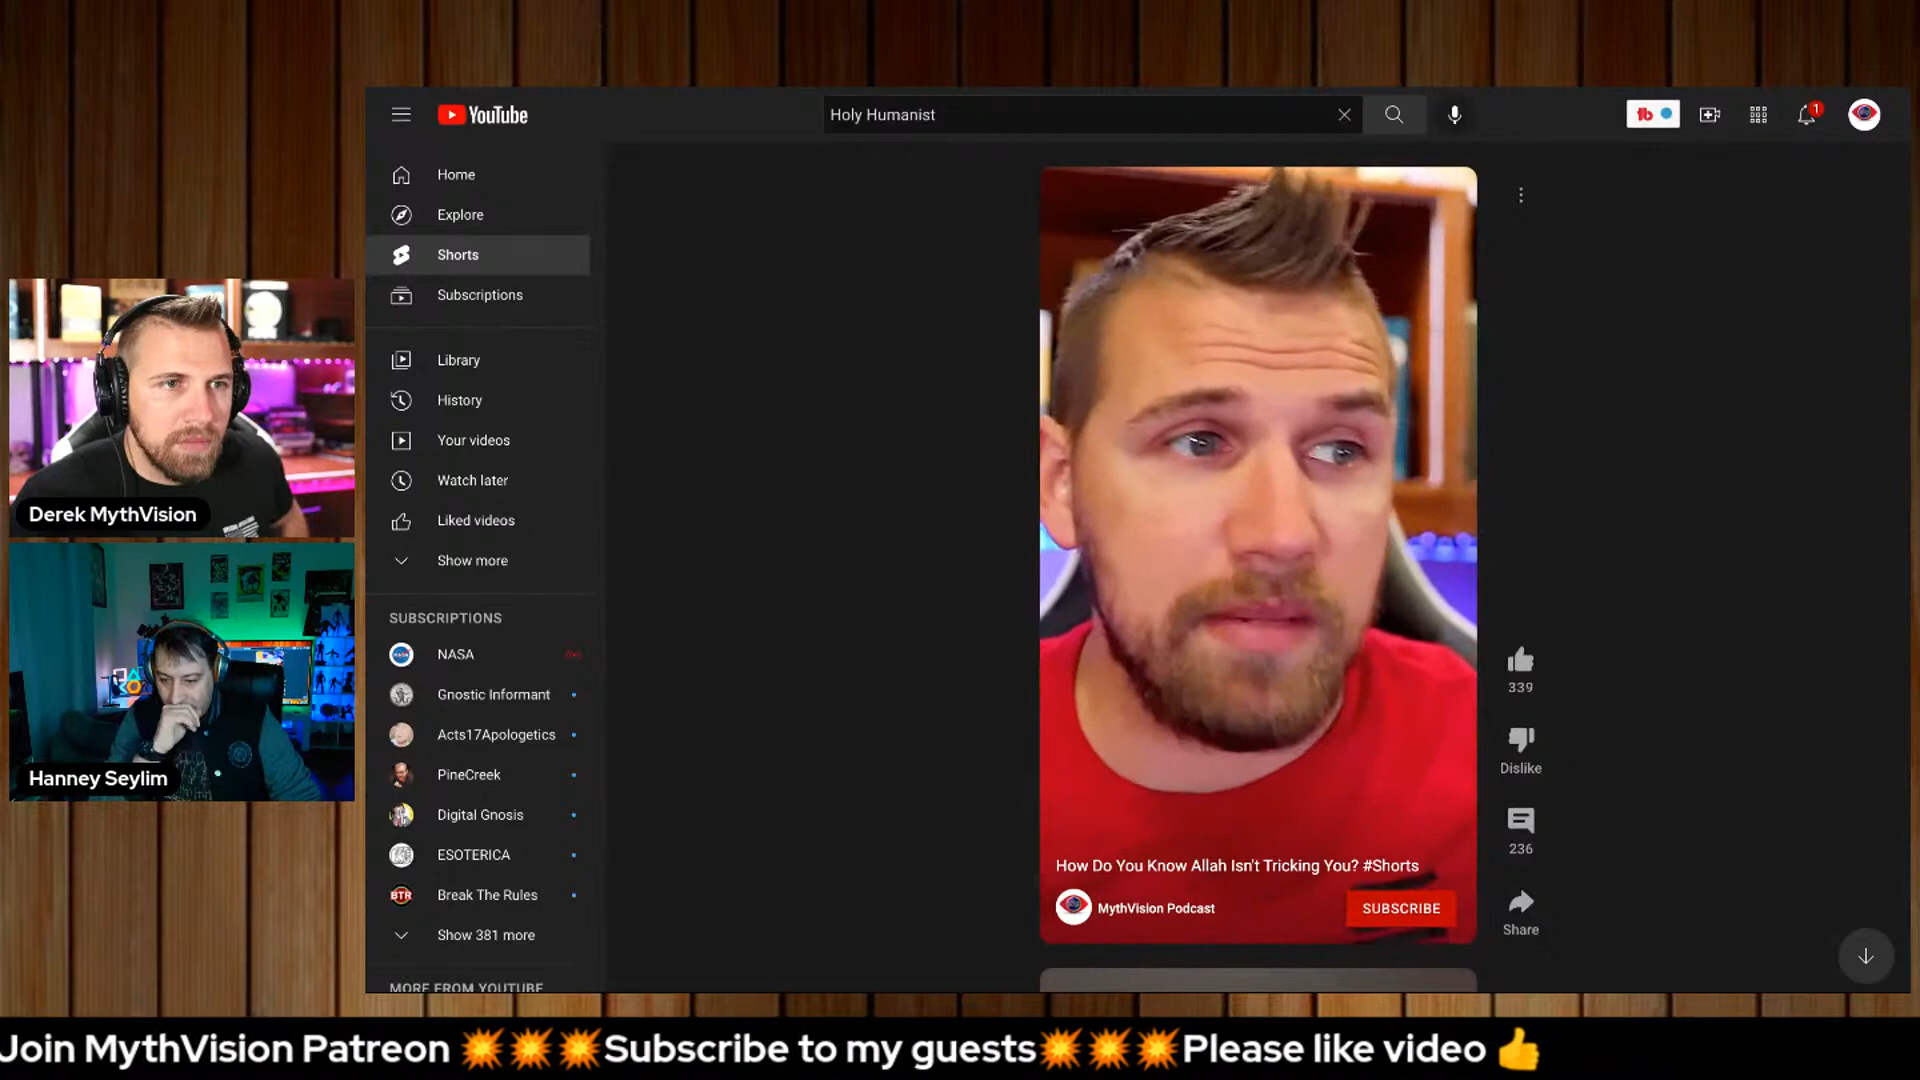 YouTube
Holy Humanist
1
Home
Explore
Shorts
Subscriptions
Library
History
Your videos
Watch later
Liked videos
Show more
SUBSCRIPTIONS
NASA
Gnostic Informant
Acts17Apologetics
PineCreek
Digital Gnosis
ESOTERICA
BTR
Break The Rules
Show 381 more
MORE FROM YOUTUBE
Derek MythVision
Hanney Seylim
339
Dislike
236
Share
How Do You Know Allah Isn't Tricking You? #Shorts
MythVision Podcast
SUBSCRIBE
Join MythVision Patreon 💥💥💥Subscribe to my guests💥💥💥Please like video 👍